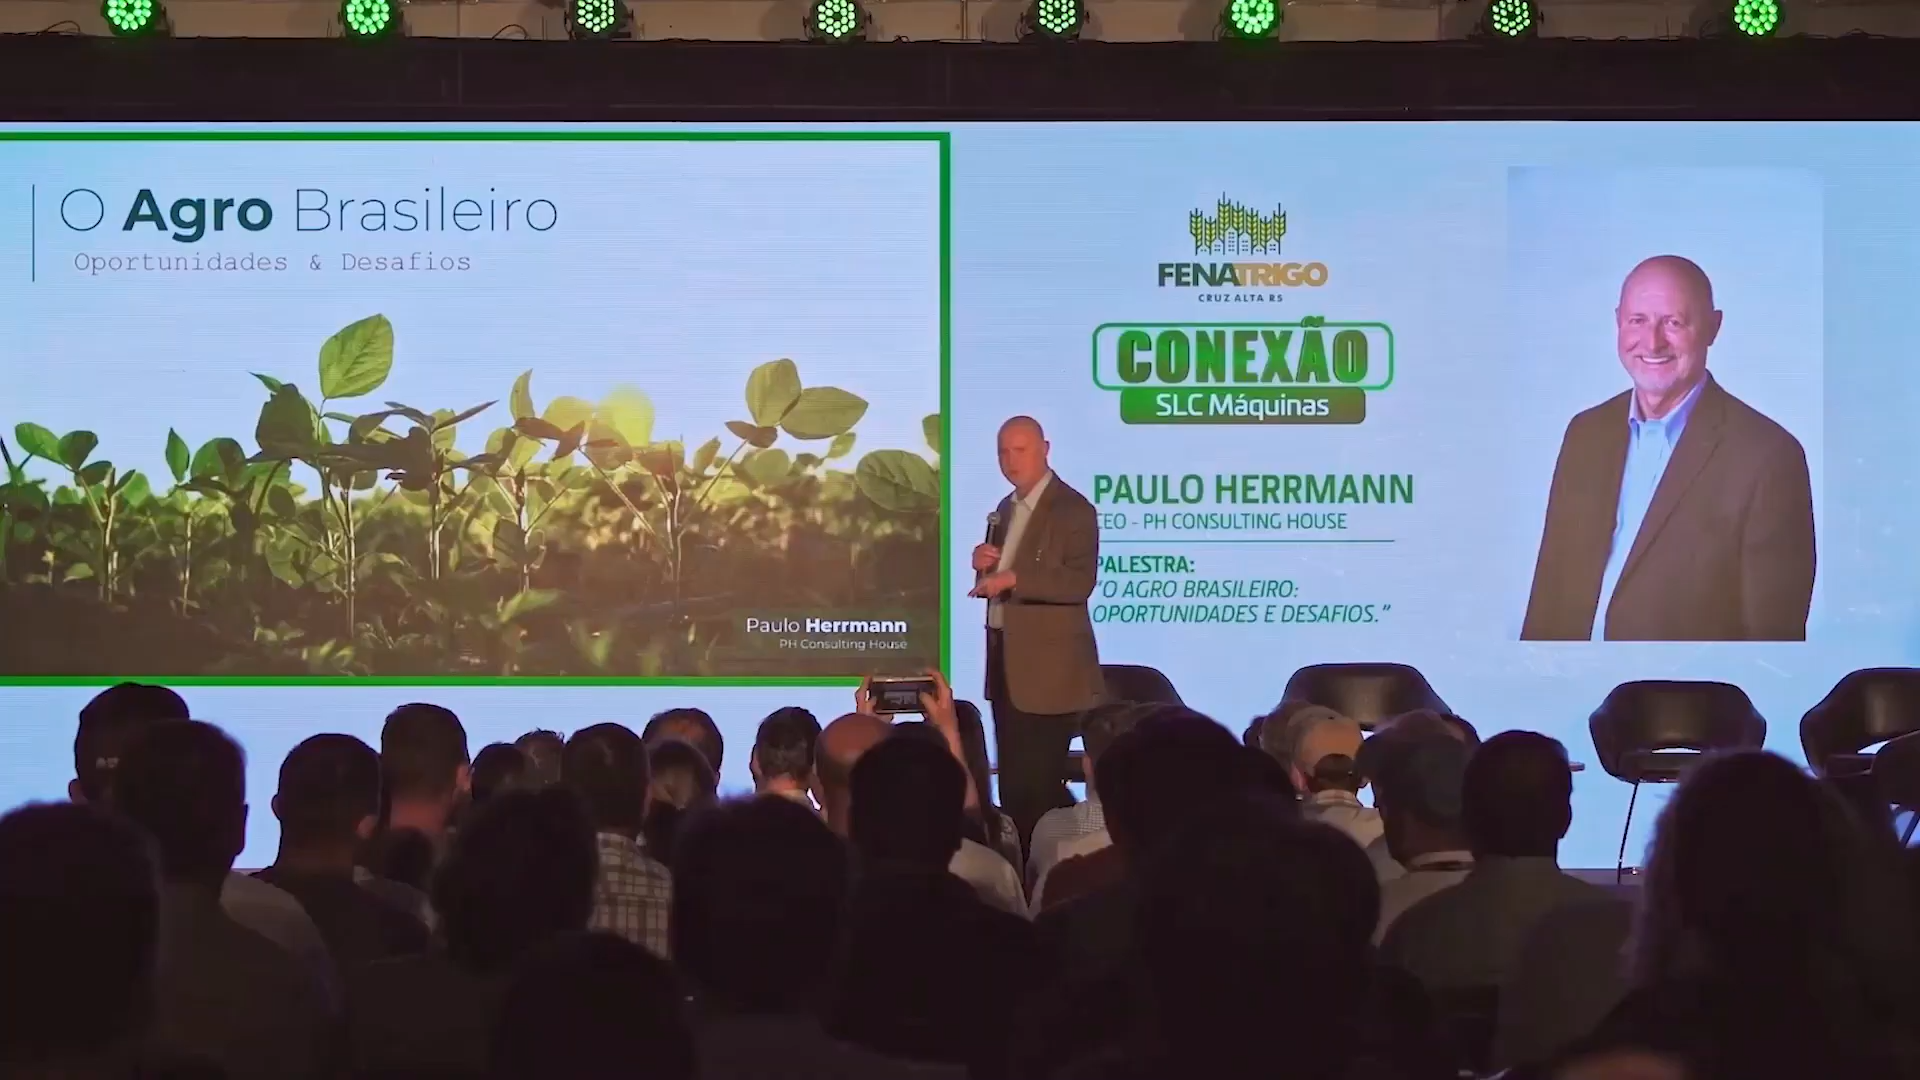 O Agro Brasileiro
Oportunidades & Desafios
Paulo Herrmann
PH Consulting House
FENATRIGO
CRUZ ALTA RS
CONEXÃO
SLC Máquinas
PAULO HERRMANN
CEO - PH CONSULTING HOUSE
PALESTRA:
"O AGRO BRASILEIRO:
OPORTUNIDADES E DESAFIOS."